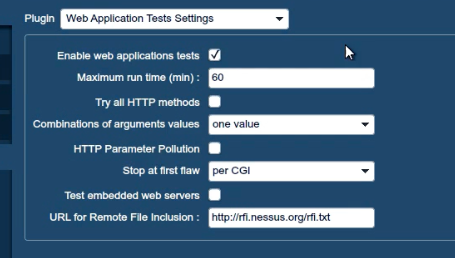 Plugin Web Application Tests Settings
Enable web applications tests
Maximum run time (min) : 60
Try all HTTP methods
Combinations of arguments values one value
HTTP Parameter Pollution
Stop at first flaw per CGI
Test embedded web servers
URL for Remote File Inclusion : http://rfi.nessus.org/rfi.txt